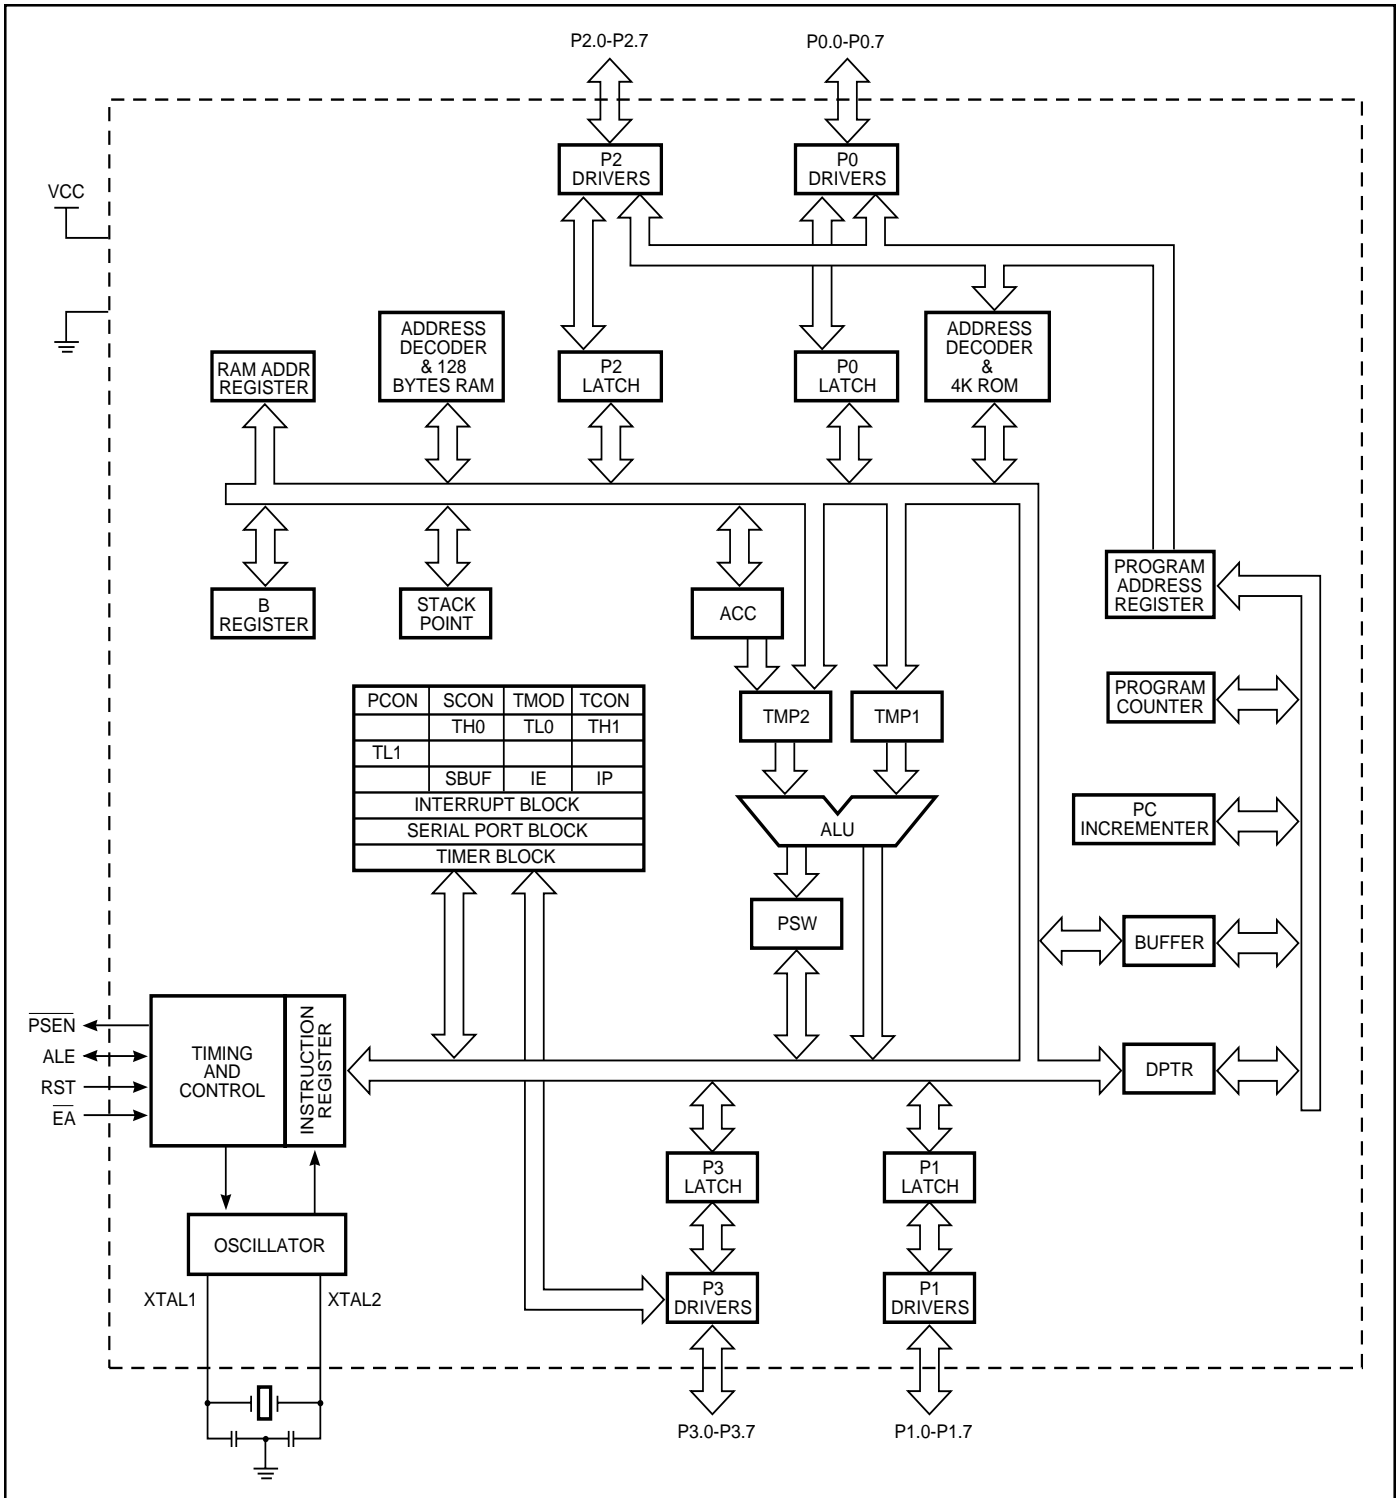 P2.0-P2.7
P0.0-P0.7
VCC
P2
DRIVERS
P0
DRIVERS
RAM ADDR
REGISTER
ADDRESS
DECODER
& 128
BYTES RAM
P2
LATCH
P0
LATCH
ADDRESS
DECODER
&
4K ROM
B
REGISTER
STACK
POINT
ACC
PROGRAM
ADDRESS
REGISTER
PCON SCON TMOD TCON
TH0 TL0 TH1
TL1
SBUF IE IP
INTERRUPT BLOCK
SERIAL PORT BLOCK
TIMER BLOCK
TMP2
TMP1
PROGRAM
COUNTER
ALU
PC
INCREMENTER
PSW
BUFFER
PSEN
ALE
RST
EA
TIMING
AND
CONTROL
INSTRUCTION
REGISTER
DPTR
P3
LATCH
P1
LATCH
OSCILLATOR
XTAL1
XTAL2
P3
DRIVERS
P1
DRIVERS
P3.0-P3.7
P1.0-P1.7